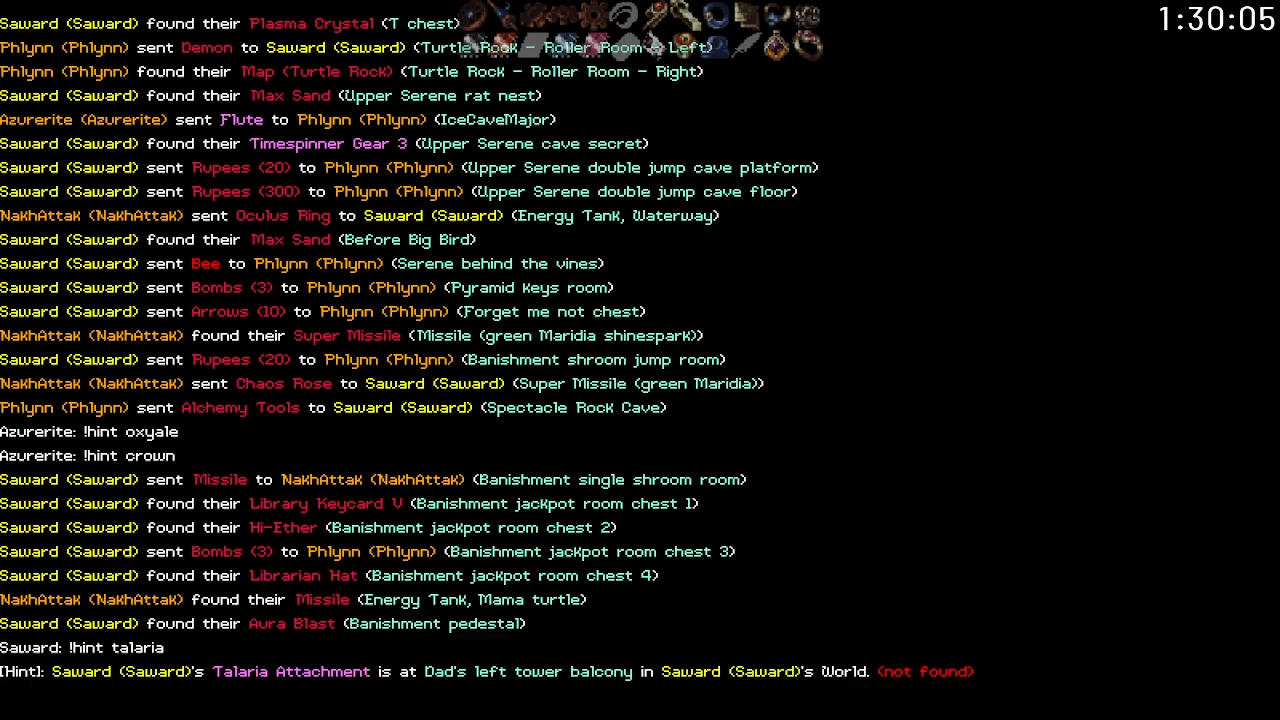 1:30:05
Saward (Saward) found their Plasma Crystal (T chest)
Phlynn (Phlynn) sent Demon to Saward (Saward) (Turtle Rock - Roller Room - Left)
Phlynn (Phlynn) found their Map (Turtle Rock) (Turtle Rock - Roller Room - Right)
Saward (Saward) found their Max Sand (Upper Serene rat nest)
Azurerite (Azurerite) sent Flute to Phlynn (Phlynn) (IceCaveMajor)
Saward (Saward) found their Timespinner Gear 3 (Upper Serene cave secret)
Saward (Saward) sent Rupees (20) to Phlynn (Phlynn) (Upper Serene double jump cave platform)
Saward (Saward) sent Rupees (300) to Phlynn (Phlynn) (Upper Serene double jump cave floor)
NakhAttak (NakhAttak) sent Oculus Ring to Saward (Saward) (Energy Tank, Waterway)
Saward (Saward) found their Max Sand (Before Big Bird)
Saward (Saward) sent Bee to Phlynn (Phlynn) (Serene behind the vines)
Saward (Saward) sent Bombs (3) to Phlynn (Phlynn) (Pyramid keys room)
Saward (Saward) sent Arrows (10) to Phlynn (Phlynn) (Forget me not chest)
NakhAttak (NakhAttak) found their Super Missile (Missile (green Maridia shinespark))
Saward (Saward) sent Rupees (20) to Phlynn (Phlynn) (Banishment shroom jump room)
NakhAttak (NakhAttak) sent Chaos Rose to Saward (Saward) (Super Missile (green Maridia))
Phlynn (Phlynn) sent Alchemy Tools to Saward (Saward) (Spectacle Rock Cave)
Azurerite: !hint oxyale
Azurerite: !hint crown
Saward (Saward) sent Missile to NakhAttak (NakhAttak) (Banishment single shroom room)
Saward (Saward) found their Library Keycard V (Banishment jackpot room chest 1)
Saward (Saward) found their Hi-Ether (Banishment jackpot room chest 2)
Saward (Saward) sent Bombs (3) to Phlynn (Phlynn) (Banishment jackpot room chest 3)
Saward (Saward) found their Librarian Hat (Banishment jackpot room chest 4)
NakhAttak (NakhAttak) found their Missile (Energy Tank, Mama turtle)
Saward (Saward) found their Aura Blast (Banishment pedestal)
Saward: !hint talaria
[Hint]: Saward (Saward)'s Talaria Attachment is at Dad's left tower balcony in Saward (Saward)'s World. (not found)